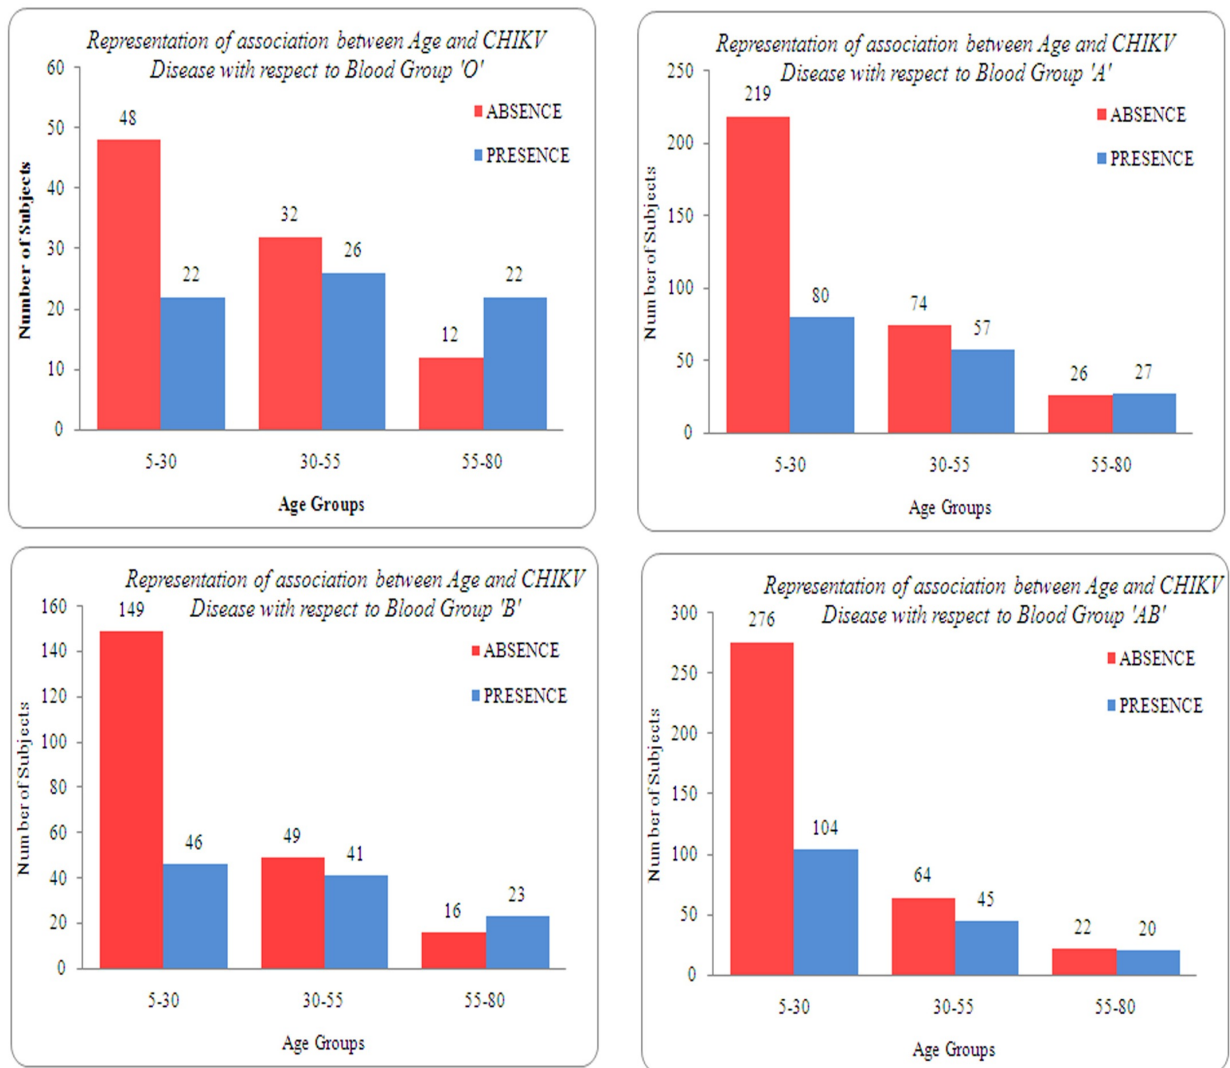 Representation of association between Age and CHIKV
Disease with respect to Blood Group 'O'
60
50
40
30
20
10
0
Number of Subjects
ABSENCE
PRESENCE
48
22
32
26
12
22
5-30
30-55
55-80
Age Groups
Representation of association between Age and CHIKV
Disease with respect to Blood Group 'A'
250
200
150
100
50
0
Number of Subjects
ABSENCE
PRESENCE
219
80
74
57
26
27
5-30
30-55
55-80
Age Groups
Representation of association between Age and CHIKV
Disease with respect to Blood Group 'B'
160
140
120
100
80
60
40
20
0
Number of Subjects
ABSENCE
PRESENCE
149
46
49
41
16
23
5-30
30-55
55-80
Age Groups
Representation of association between Age and CHIKV
Disease with respect to Blood Group 'AB'
300
250
200
150
100
50
0
Number of Subjects
ABSENCE
PRESENCE
276
104
64
45
22
20
5-30
30-55
55-80
Age Groups